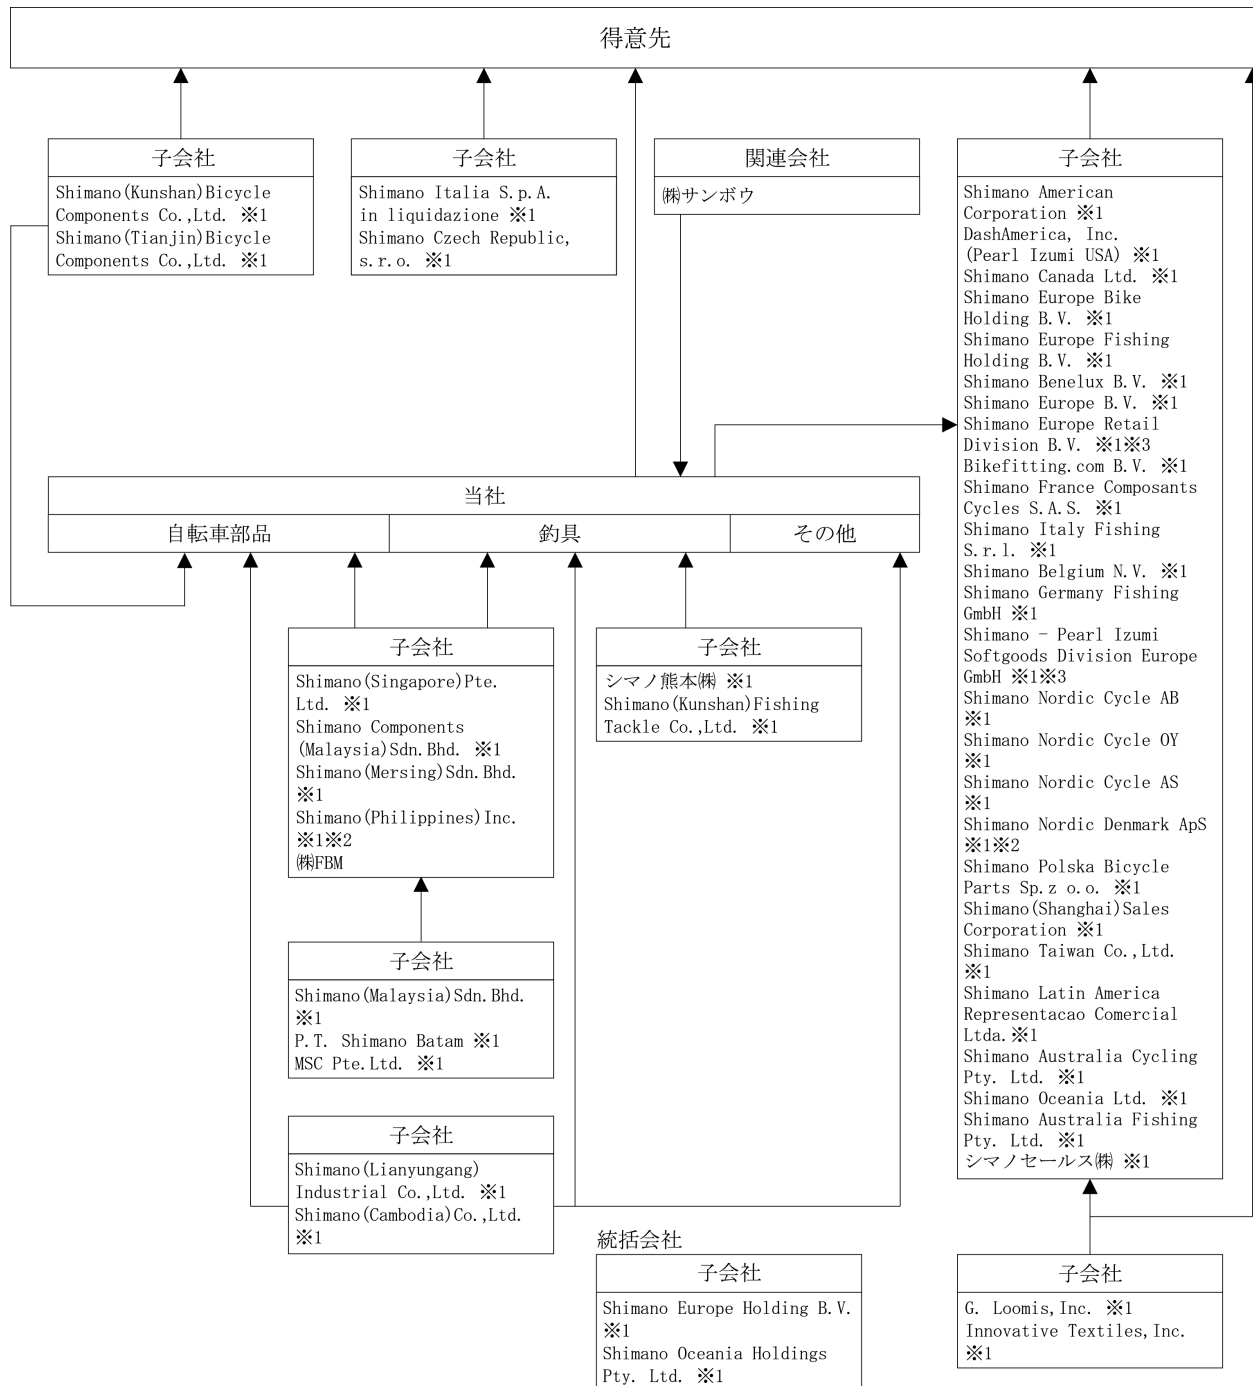 得意先
子会社
Shimano(Kunshan)Bicycle
Components Co.,Ltd. ※1
Shimano(Tianjin)Bicycle
Components Co.,Ltd. ※1
子会社
Shimano Italia S.p.A.
in liquidazione ※1
Shimano Czech Republic,
s.r.o. ※1
関連会社
㈱サンボウ
子会社
Shimano American
Corporation ※1
DashAmerica, Inc.
(Pearl Izumi USA) ※1
Shimano Canada Ltd. ※1
Shimano Europe Bike
Holding B.V. ※1
Shimano Europe Fishing
Holding B.V. ※1
Shimano Benelux B.V. ※1
Shimano Europe B.V. ※1
Shimano Europe Retail
Division B.V. ※1※3
Bikefitting.com B.V. ※1
Shimano France Composants
Cycles S.A.S. ※1
Shimano Italy Fishing
S.r.l. ※1
Shimano Belgium N.V. ※1
Shimano Germany Fishing
GmbH ※1
Shimano - Pearl Izumi
Softgoods Division Europe
GmbH ※1※3
Shimano Nordic Cycle AB
※1
Shimano Nordic Cycle OY
※1
Shimano Nordic Cycle AS
※1
Shimano Nordic Denmark ApS
※1※2
Shimano Polska Bicycle
Parts Sp.z o.o. ※1
Shimano(Shanghai)Sales
Corporation ※1
Shimano Taiwan Co.,Ltd.
※1
Shimano Latin America
Representacao Comercial
Ltda.※1
Shimano Australia Cycling
Pty. Ltd. ※1
Shimano Oceania Ltd. ※1
Shimano Australia Fishing
Pty. Ltd. ※1
シマノセールス㈱ ※1
当社
自転車部品 釣具 その他
子会社
Shimano(Singapore)Pte.
Ltd. ※1
Shimano Components
(Malaysia)Sdn.Bhd. ※1
Shimano(Mersing)Sdn.Bhd.
※1
Shimano(Philippines)Inc.
※1※2
㈱FBM
子会社
シマノ熊本㈱ ※1
Shimano(Kunshan)Fishing
Tackle Co.,Ltd. ※1
子会社
Shimano(Malaysia)Sdn.Bhd.
※1
P.T. Shimano Batam ※1
MSC Pte.Ltd. ※1
子会社
Shimano(Lianyungang)
Industrial Co.,Ltd. ※1
Shimano(Cambodia)Co.,Ltd.
※1
統括会社
子会社
Shimano Europe Holding B.V.
※1
Shimano Oceania Holdings
Pty. Ltd. ※1
子会社
G. Loomis,Inc. ※1
Innovative Textiles,Inc.
※1